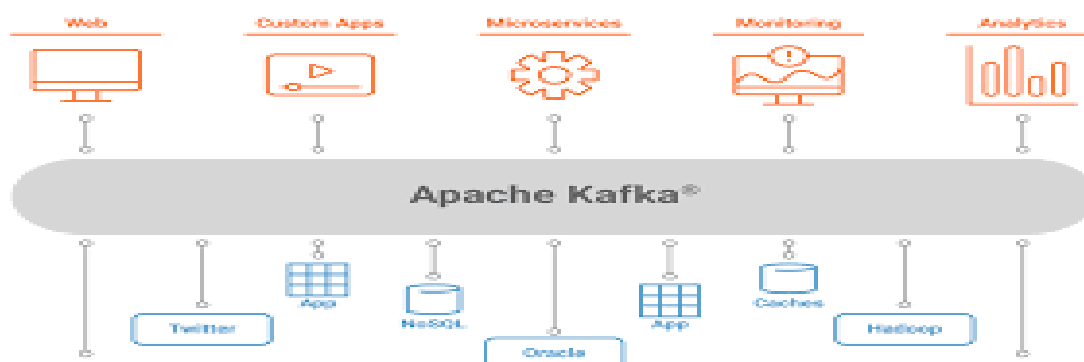 Web
Custom Apps
Microservices
Monitoring
Analytics
Apache Kafka®
App
NoSQL
App
Caches
Twitter
Hadoop
Oracle